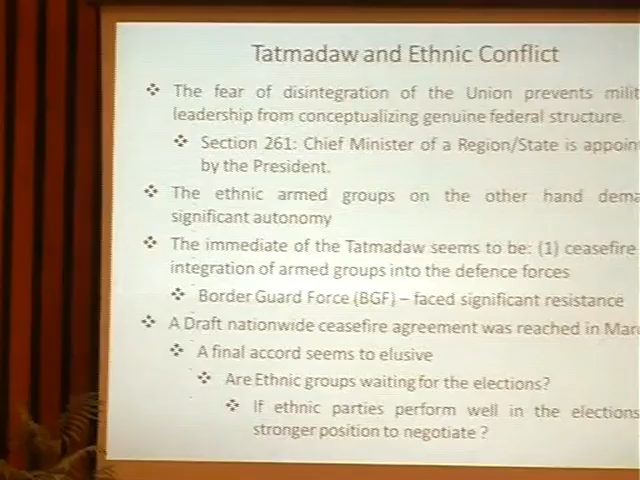 Tatmadaw and Ethnic Conflict
The fear of disintegration of the Union prevents milit
leadership from conceptualizing genuine federal structure.
Section 261: Chief Minister of a Region/State is appoin
by the President.
The ethnic armed groups on the other hand dema
significant autonomy
The immediate of the Tatmadaw seems to be: (1) ceasefire
integration of armed groups into the defence forces
Border Guard Force (BGF) – faced significant resistance
A Draft nationwide ceasefire agreement was reached in Marc
A final accord seems to elusive
Are Ethnic groups waiting for the elections?
If ethnic parties perform well in the elections
stronger position to negotiate ?